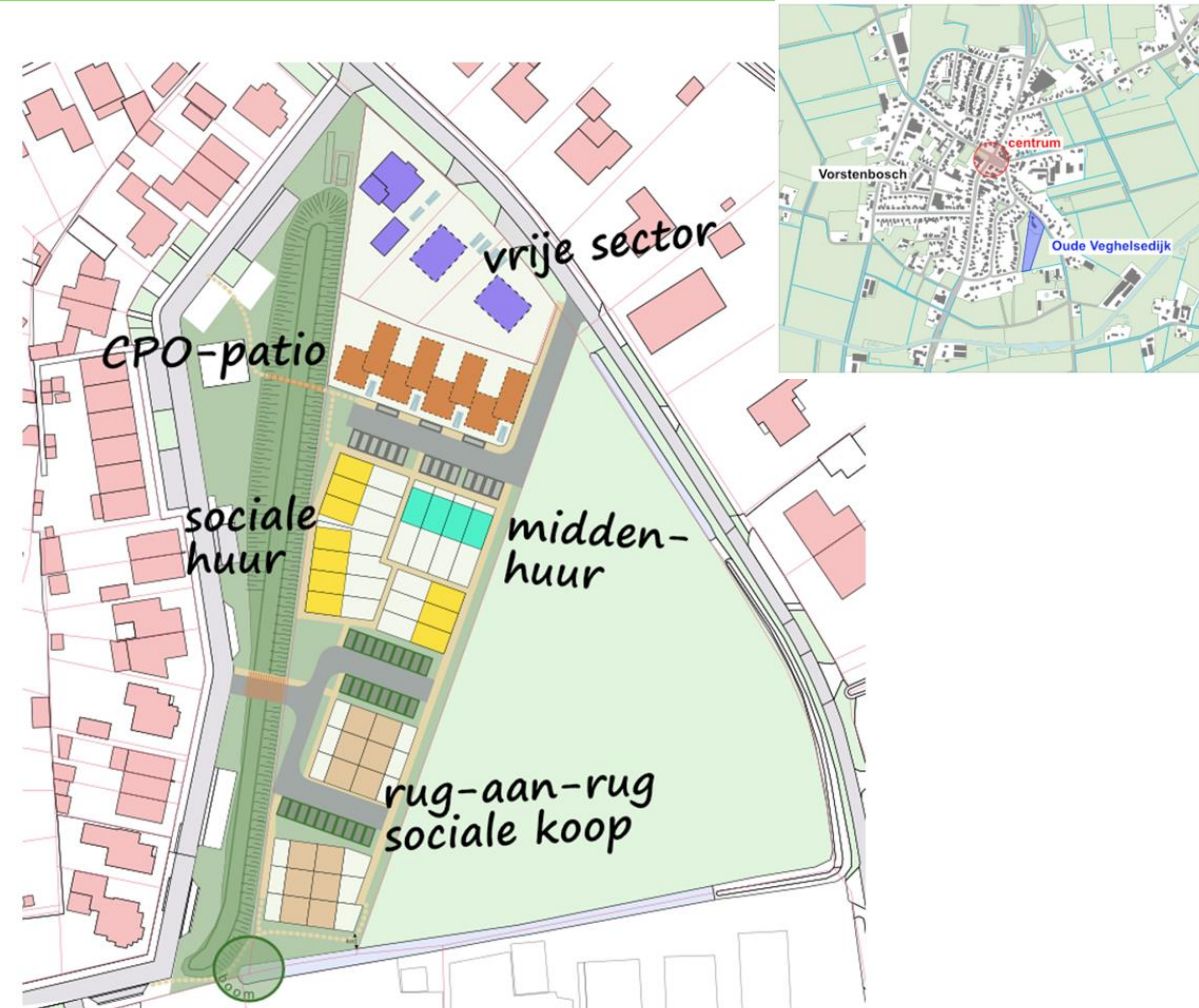 vrije sector
CPO-patio
sociale
huur
midden-
huur
rug-aan-rug
sociale koop
boom
centrum
Vorstenbosch
Oude Veghelsedijk